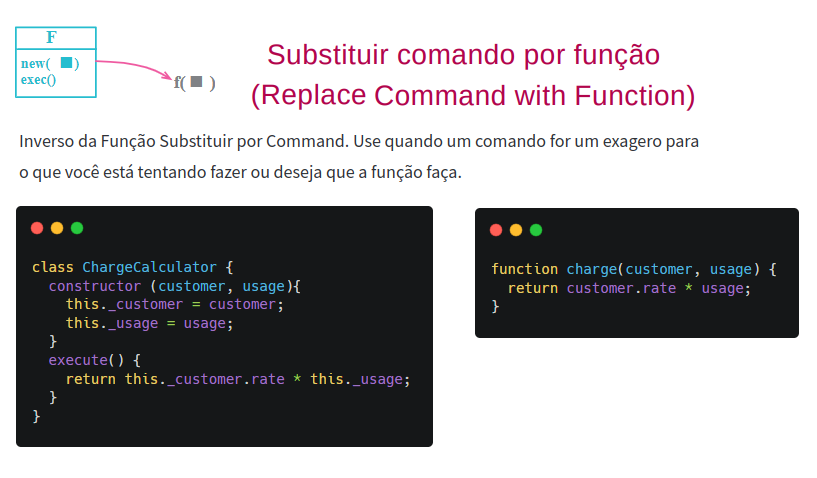 F
new( ■)
exec()
f( ■ )
Substituir comando por função
(Replace Command with Function)
Inverso da Função Substituir por Command. Use quando um comando for um exagero para
o que você está tentando fazer ou deseja que a função faça.
class ChargeCalculator {
  constructor (customer, usage){
    this._customer = customer;
    this._usage = usage;
  }
  execute() {
    return this._customer.rate * this._usage;
  }
}
function charge(customer, usage) {
  return customer.rate * usage;
}